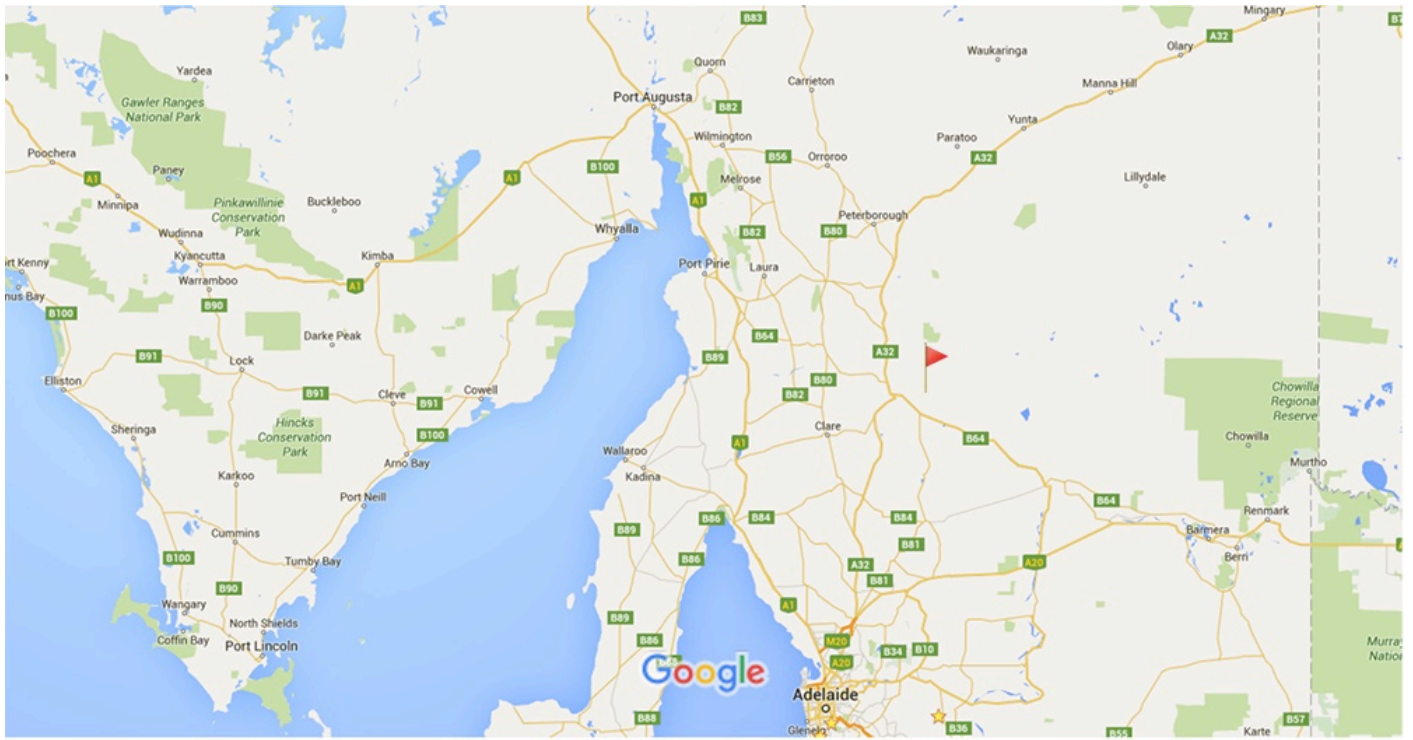 B83
Mingary
A32
Olary
Waukaringa
Quorn
Yardea
Carrieton
Manna Hill
Port Augusta
Gawler Ranges
National Park
B82
Yunta
Wilmington
Paratoo
Poochera
B56
Orroroo
A32
B100
Paney
A1
A1
Melrose
Lillydale
Minnipa
Buckleboo
Pinkawillinie
Conservation
Park
A1
Peterborough
Wudinna
Whyalla
B82
B80
Kyancutta
Kimba
Port Pirie
Laura
ort Kenny
Warramboo
A1
nus Bay
B90
B100
Darke Peak
B64
B91
Lock
B89
A32
Elliston
B91
Cleve
B91
Cowell
B82
B80
Chowilla
Regional
Reserve
Hincks
Conservation
Park
Sheringa
B100
Clare
A1
B64
Chowilla
Arno Bay
Wallaroo
Kadina
Murtho
Karkoo
Port Neill
B64
Renmark
B86
B84
B84
B89
Barmera
Cummins
B81
Berri
B100
Tumby Bay
B86
A32
A20
B90
B81
Wangary
A1
North Shields
B89
Coffin Bay
Port Lincoln
B86
M20
B34
B10
Murray
Natio
A20
Google
Adelaide
B88
Glenelg
B36
B55
Karte
B57